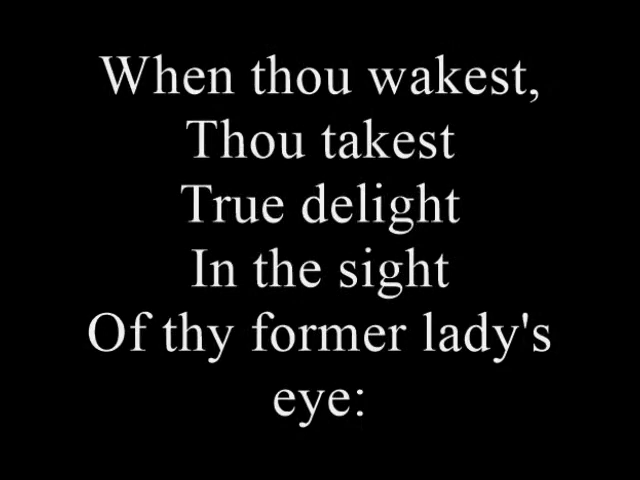 When thou wakest,
Thou takest
True delight
In the sight
Of thy former lady's
eye: